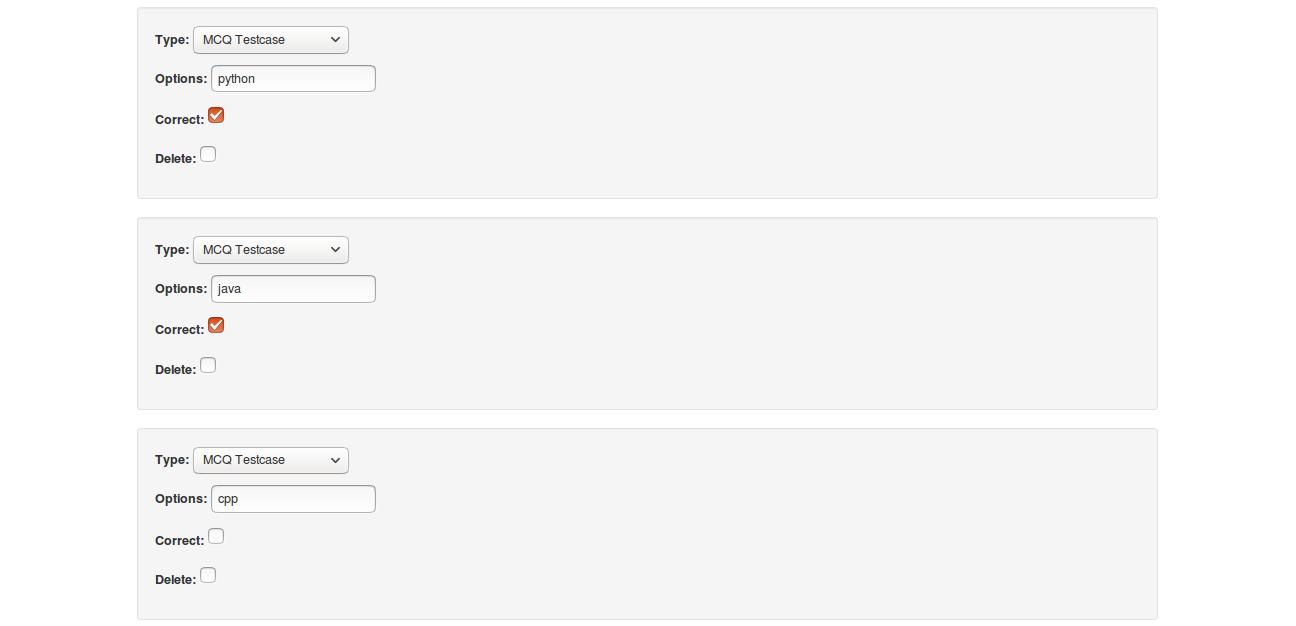 Type: MCQ Testcase
Options: python
Correct:
Delete:
Type: MCQ Testcase
Options: java
Correct:
Delete:
Type: MCQ Testcase
Options: cpp
Correct:
Delete: